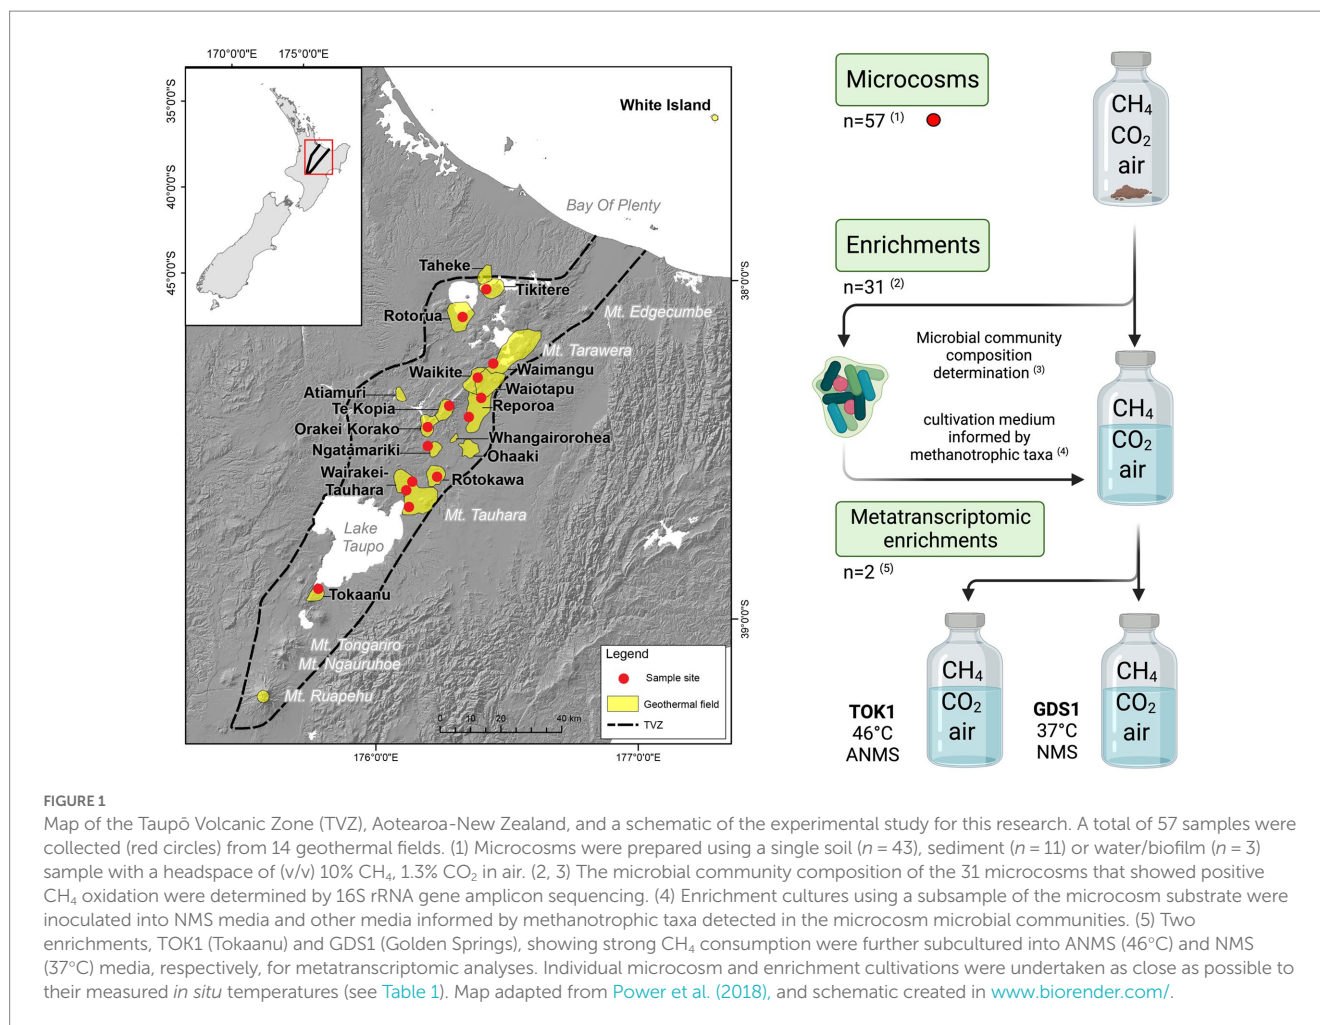 170°0'0"E 175°0'0"E
35°0'0"S
40°0'0"S
45°0'0"S
White Island
Bay Of Plenty
Taheke
Tikitere
38°0'0"S
Rotorua
Mt. Edgecumbe
Mt. Tarawera
Waikite
Waimangu
Atiamuri
Waiotapu
Te Kopia
Reporoa
Orakei Korako
Whangairorohea
Ngatamariki
Ohaaki
Wairakei-
Tauhara
Rotokawa
Mt. Tauhara
Lake
Taupo
Tokaanu
39°0'0"S
Mt. Tongariro
Mt. Ngauruhoe
Mt. Ruapehu
Legend
Sample site
Geothermal field
TVZ
0 10 20 40 km
176°0'0"E 177°0'0"E
Microcosms
n=57 (1)
CH4
CO2
air
Enrichments
n=31 (2)
Microbial community
composition
determination (3)
cultivation medium
informed by
methanotrophic taxa (4)
CH4
CO2
air
Metatranscriptomic
enrichments
n=2 (5)
TOK1
46°C
ANMS
CH4
CO2
air
GDS1
37°C
NMS
CH4
CO2
air
FIGURE 1
Map of the Taupō Volcanic Zone (TVZ), Aotearoa-New Zealand, and a schematic of the experimental study for this research. A total of 57 samples were
collected (red circles) from 14 geothermal fields. (1) Microcosms were prepared using a single soil (n = 43), sediment (n = 11) or water/biofilm (n = 3)
sample with a headspace of (v/v) 10% CH4, 1.3% CO2 in air. (2, 3) The microbial community composition of the 31 microcosms that showed positive
CH4 oxidation were determined by 16S rRNA gene amplicon sequencing. (4) Enrichment cultures using a subsample of the microcosm substrate were
inoculated into NMS media and other media informed by methanotrophic taxa detected in the microcosm microbial communities. (5) Two
enrichments, TOK1 (Tokaanu) and GDS1 (Golden Springs), showing strong CH4 consumption were further subcultured into ANMS (46°C) and NMS
(37°C) media, respectively, for metatranscriptomic analyses. Individual microcosm and enrichment cultivations were undertaken as close as possible to
their measured in situ temperatures (see Table 1). Map adapted from Power et al. (2018), and schematic created in www.biorender.com/.